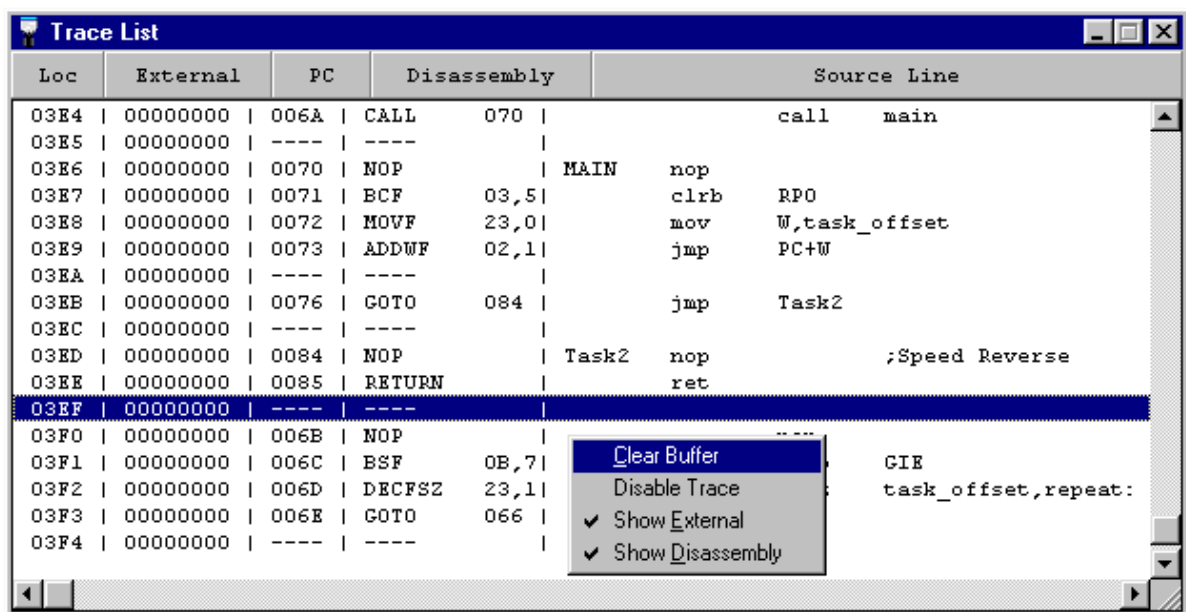 Trace List
Loc External PC Disassembly Source Line
03E4 | 00000000 | 006A | CALL 070 | call main
03E5 | 00000000 | ---- | ---- |
03E6 | 00000000 | 0070 | NOP | MAIN nop
03E7 | 00000000 | 0071 | BCF 03,5| clrb RP0
03E8 | 00000000 | 0072 | MOVF 23,0| mov W,task_offset
03E9 | 00000000 | 0073 | ADDWF 02,1| jmp PC+W
03EA | 00000000 | ---- | ---- |
03EB | 00000000 | 0076 | GOTO 084 | jmp Task2
03EC | 00000000 | ---- | ---- |
03ED | 00000000 | 0084 | NOP | Task2 nop ;Speed Reverse
03EE | 00000000 | 0085 | RETURN | ret
03EF | 00000000 | ---- | ---- |
03F0 | 00000000 | 006B | NOP |
03F1 | 00000000 | 006C | BSF 0B,7| GIE
03F2 | 00000000 | 006D | DECFSZ 23,1| task_offset,repeat:
03F3 | 00000000 | 006E | GOTO 066 |
03F4 | 00000000 | ---- | ---- |
Clear Buffer
Disable Trace
Show External
Show Disassembly